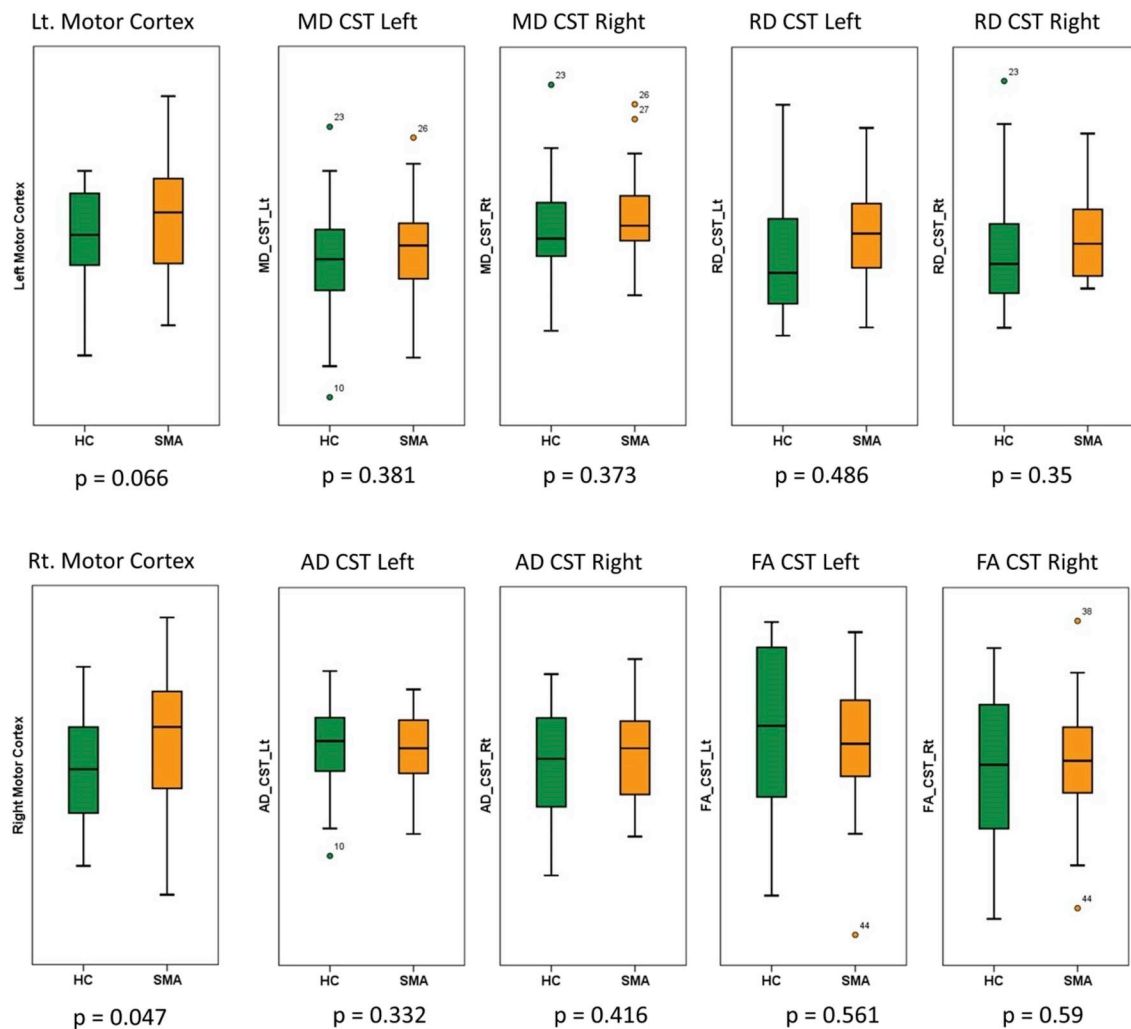 Lt. Motor Cortex
MD CST Left
MD CST Right
RD CST Left
RD CST Right
Left Motor Cortex
HC
SMA
p = 0.066
MD_CST_Lt
23
10
26
HC
SMA
p = 0.381
MD_CST_Rt
23
26
27
HC
SMA
p = 0.373
RD_CST_Lt
HC
SMA
p = 0.486
RD_CST_Rt
23
HC
SMA
p = 0.35
Rt. Motor Cortex
AD CST Left
AD CST Right
FA CST Left
FA CST Right
Right Motor Cortex
HC
SMA
p = 0.047
AD_CST_Lt
10
HC
SMA
p = 0.332
AD_CST_Rt
HC
SMA
p = 0.416
FA_CST_Lt
44
HC
SMA
p = 0.561
FA_CST_Rt
38
44
HC
SMA
p = 0.59